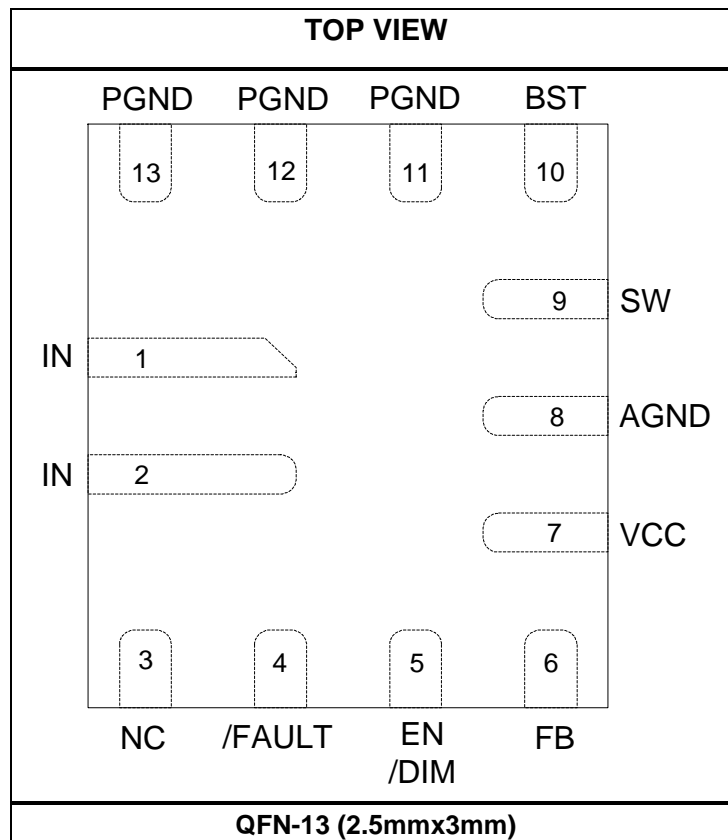 TOP VIEW
PGND PGND PGND BST
13 12 11 10
9 SW
IN 1
8 AGND
IN 2
7 VCC
3 4 5 6
NC /FAULT EN /DIM FB
QFN-13 (2.5mmx3mm)